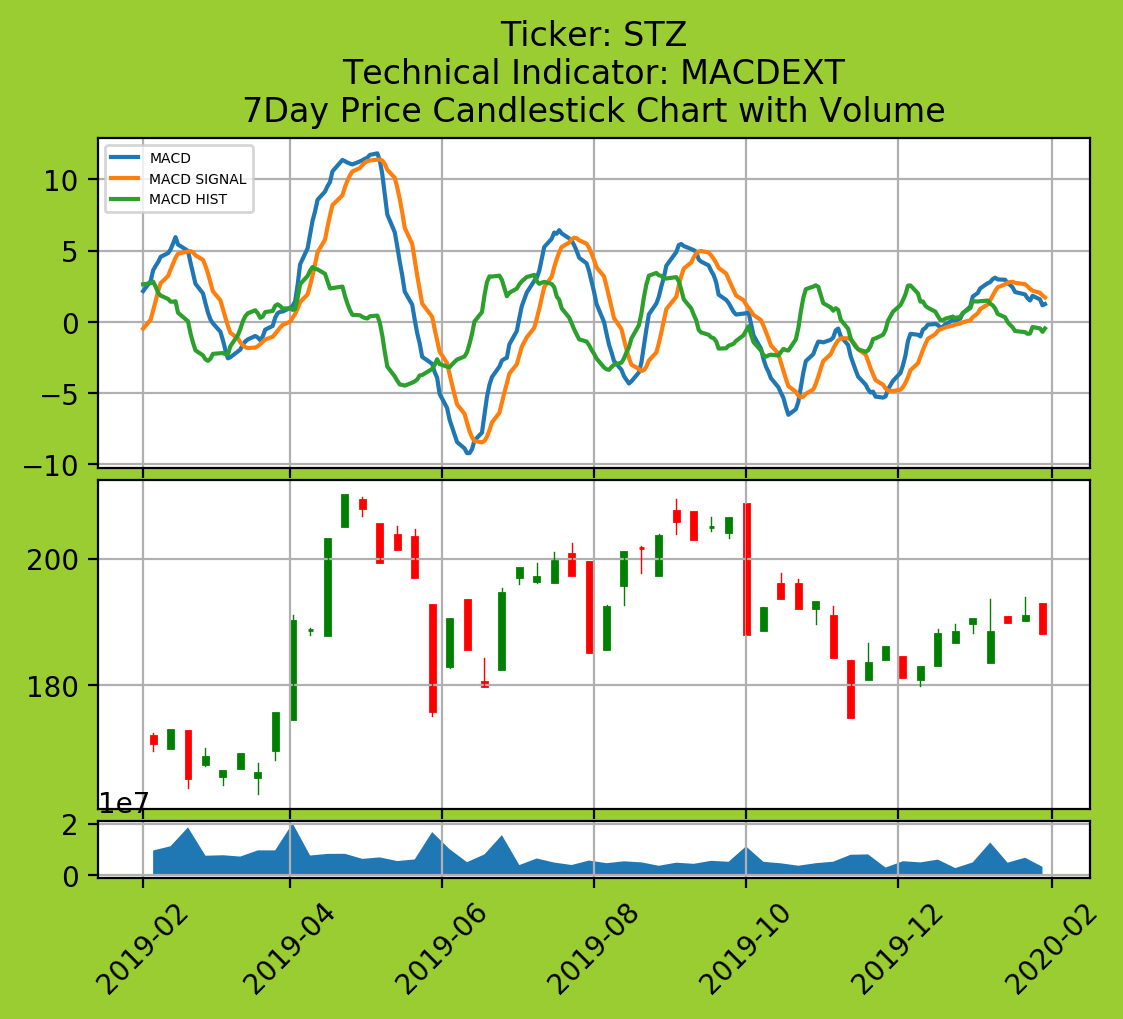 Ticker: STZ
Technical Indicator: MACDEXT
7Day Price Candlestick Chart with Volume
MACD
MACD SIGNAL
MACD HIST
10
5
0
−5
−10
200
180
1e7
2
0
2019-02 2019-04 2019-06 2019-08 2019-10 2019-12 2020-02